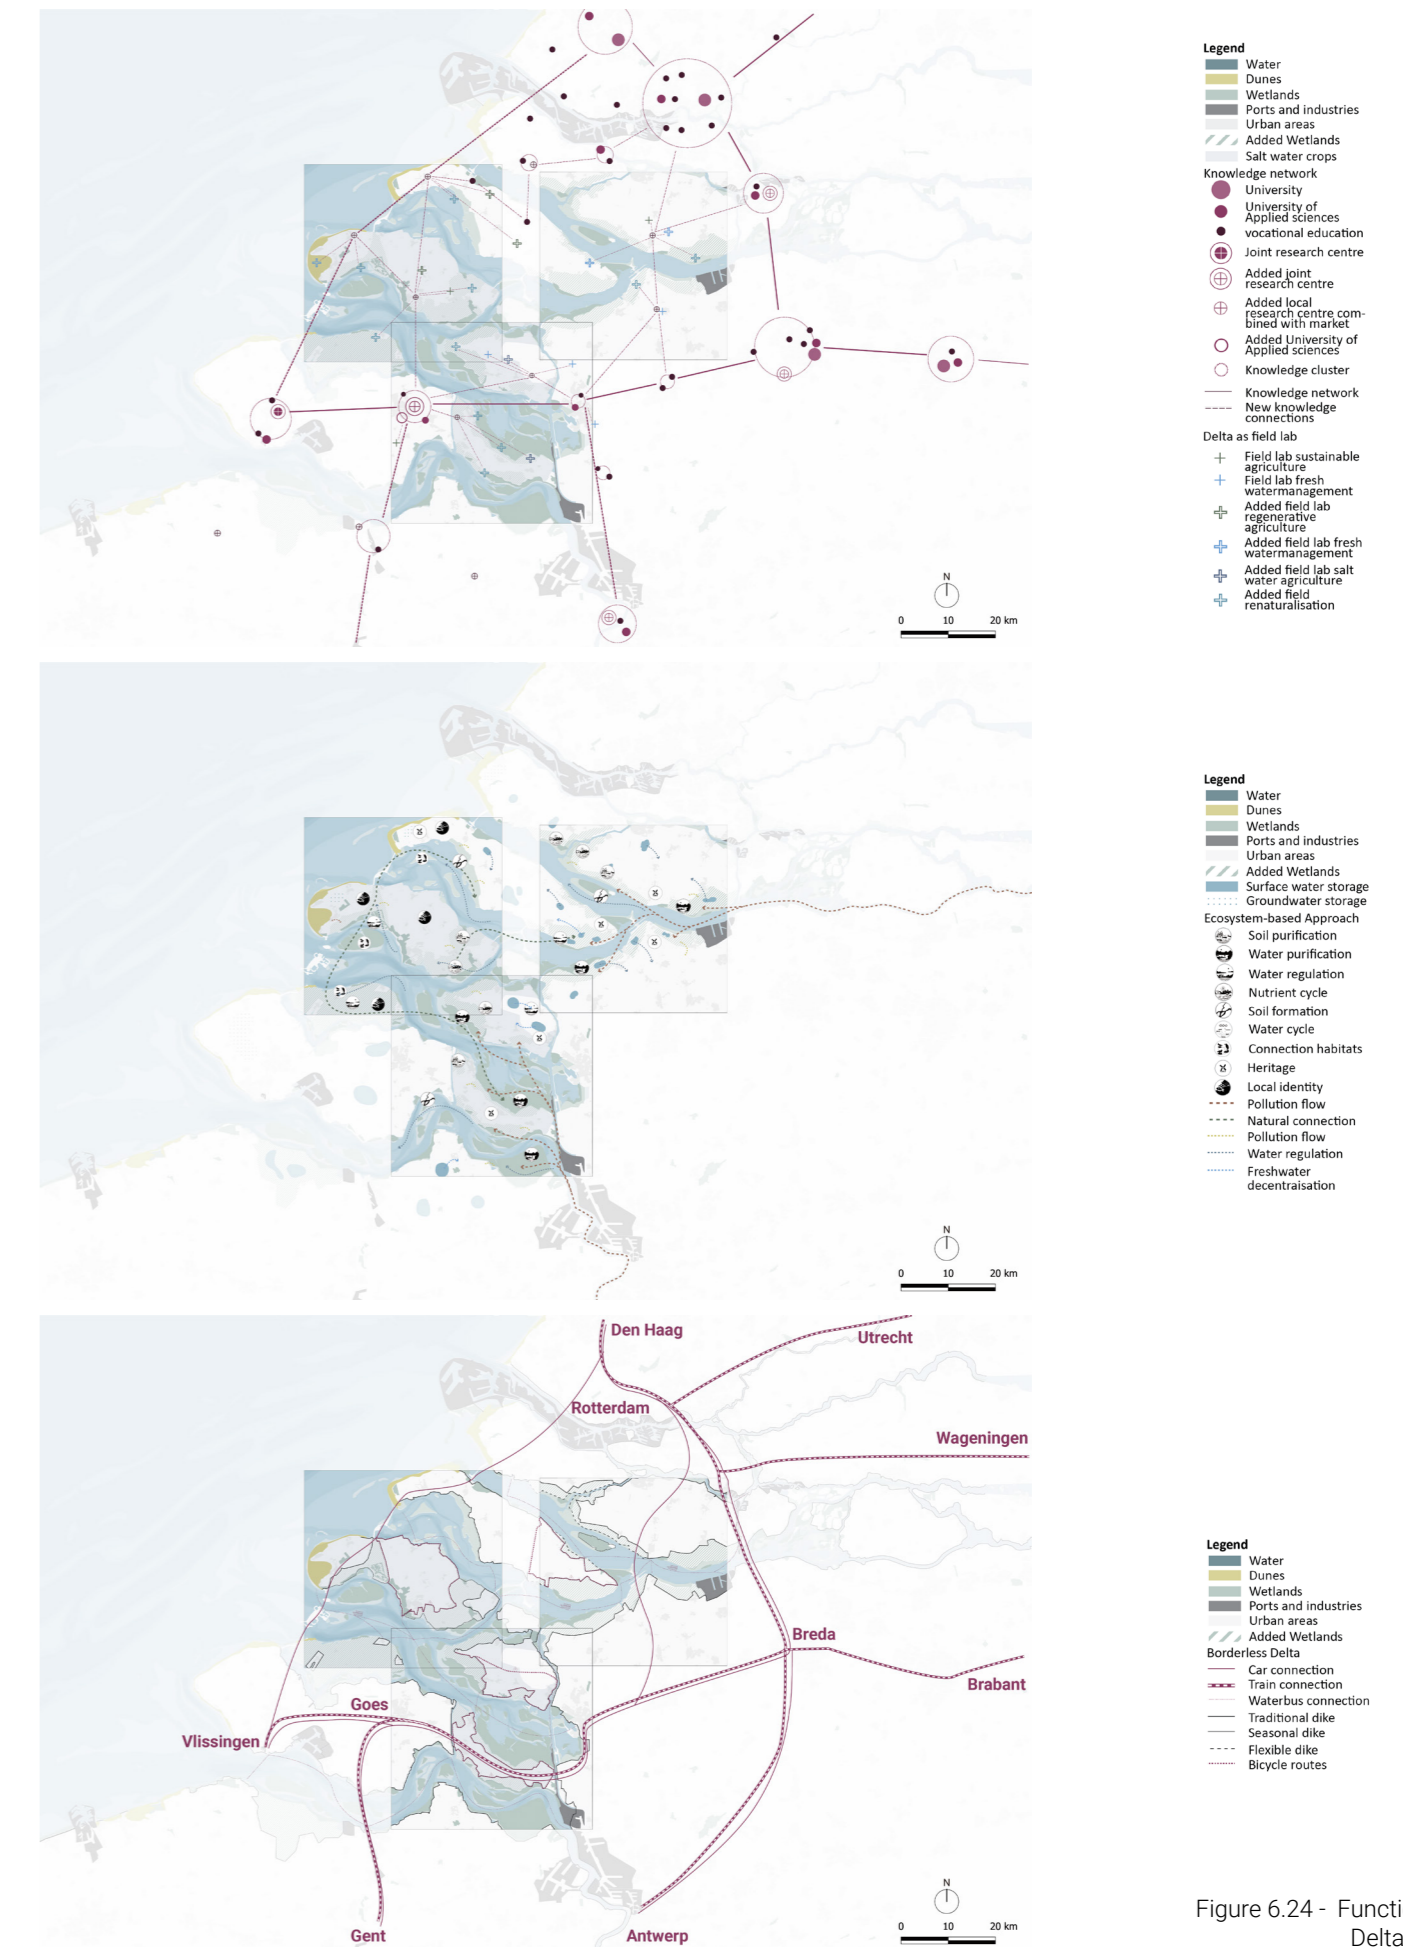 Legend
Water
Dunes
Wetlands
Ports and industries
Urban areas
Added Wetlands
Salt water crops
Knowledge network
University
University of
Applied sciences
vocational education
Joint research centre
Added joint
research centre
Added local
research centre com-
bined with market
Added University of
Applied sciences
Knowledge cluster
Knowledge network
New knowledge
connections
Delta as field lab
Field lab sustainable
agriculture
Field lab fresh
watermanagement
Added field lab
regenerative
agriculture
Added field lab fresh
watermanagement
Added field lab salt
water agriculture
Added field
renaturalisation
N
0 10 20 km
Legend
Water
Dunes
Wetlands
Ports and industries
Urban areas
Added Wetlands
Surface water storage
Groundwater storage
Ecosystem-based Approach
Soil purification
Water purification
Water regulation
Nutrient cycle
Soil formation
Water cycle
Connection habitats
Heritage
Local identity
Pollution flow
Natural connection
Pollution flow
Water regulation
Freshwater
decentraisation
N
0 10 20 km
Den Haag
Utrecht
Rotterdam
Wageningen
Breda
Brabant
Goes
Vlissingen
Gent
Antwerp
Legend
Water
Dunes
Wetlands
Ports and industries
Urban areas
Added Wetlands
Borderless Delta
Car connection
Train connection
Waterbus connection
Traditional dike
Seasonal dike
Flexible dike
Bicycle routes
N
0 10 20 km
Figure 6.24 - Functi
Delta